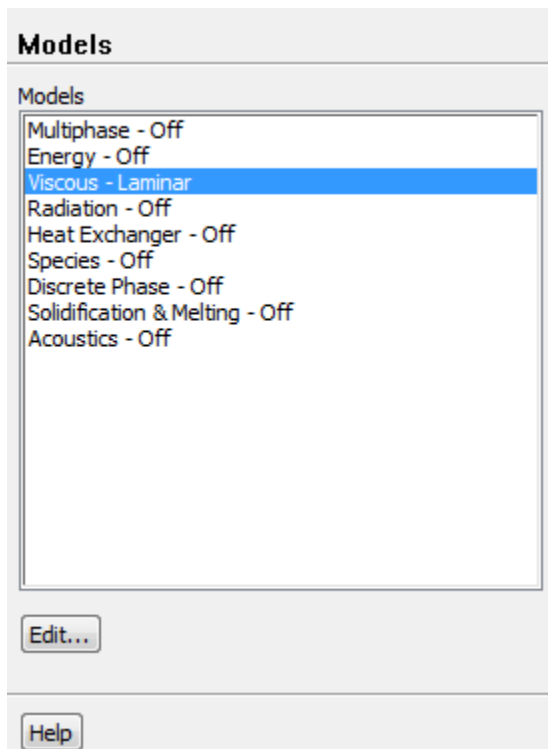 Models
Models
Multiphase - Off
Energy - Off
Viscous - Laminar
Radiation - Off
Heat Exchanger - Off
Species - Off
Discrete Phase - Off
Solidification & Melting - Off
Acoustics - Off
Edit...
Help